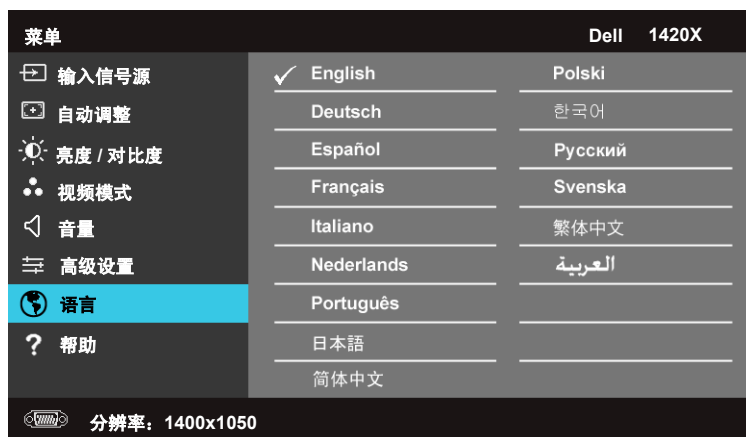 菜单
Dell 1420X
输入信号源
自动调整
亮度 / 对比度
视频模式
音量
高级设置
语言
? 帮助
English
Deutsch
Español
Français
Italiano
Nederlands
Português
日本語
简体中文
Polski
한국어
Русский
Svenska
繁体中文
العربية
分辨率：1400x1050